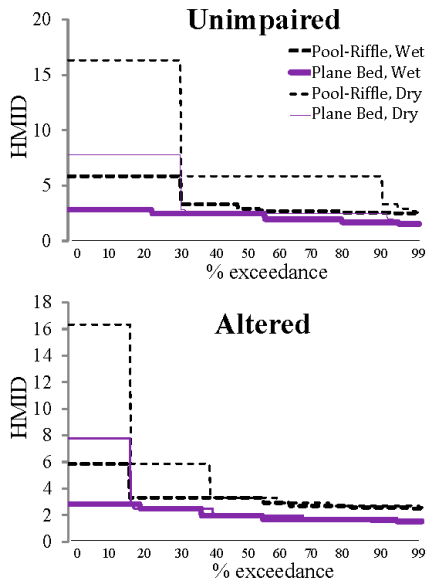 Unimpaired
20
15
10
5
0
HMID
Pool-Riffle, Wet
Plane Bed, Wet
Pool-Riffle, Dry
Plane Bed, Dry
0 10 20 30 40 50 60 70 80 90 99
% exceedance
Altered
18
16
14
12
10
8
6
4
2
0
HMID
0 10 20 30 40 50 60 70 80 90 99
% exceedance